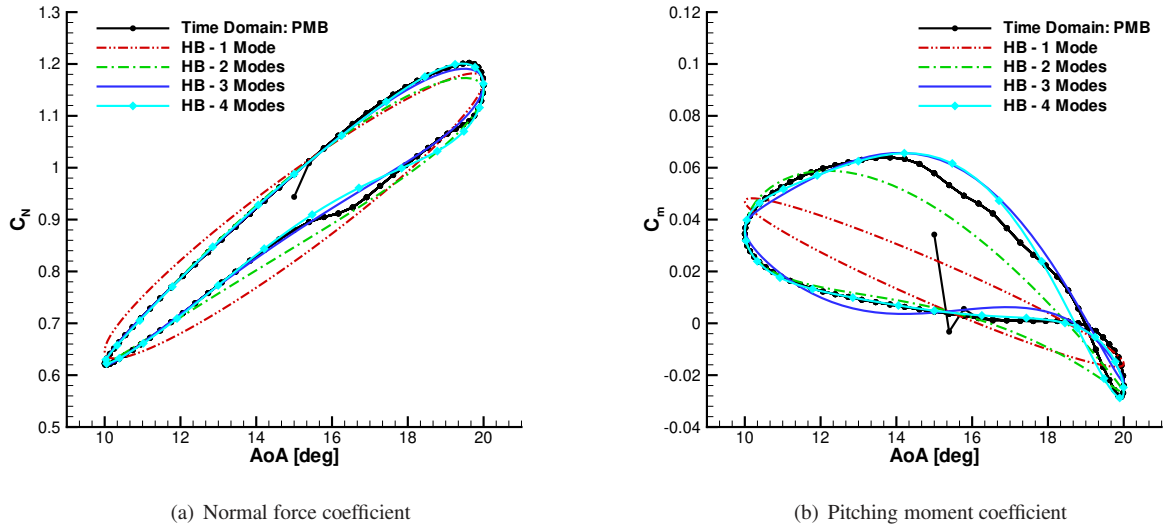 Time Domain: PMB
HB - 1 Mode
HB - 2 Modes
HB - 3 Modes
HB - 4 Modes
1.3
1.2
1.1
1
0.9
0.8
0.7
0.6
0.5
C_N
10 12 14 16 18 20
AoA [deg]
(a) Normal force coefficient
Time Domain: PMB
HB - 1 Mode
HB - 2 Modes
HB - 3 Modes
HB - 4 Modes
0.12
0.1
0.08
0.06
0.04
0.02
0
-0.02
-0.04
C_m
10 12 14 16 18 20
AoA [deg]
(b) Pitching moment coefficient